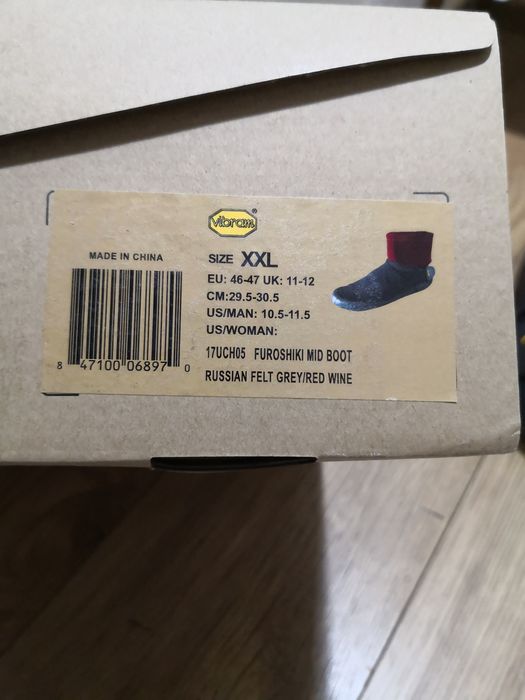 vibram®
MADE IN CHINA
SIZE XXL
EU: 46-47 UK: 11-12
CM:29.5-30.5
US/MAN: 10.5-11.5
US/WOMAN:
17UCH05 FUROSHIKI MID BOOT
RUSSIAN FELT GREY/RED WINE
8 47100 06897 0